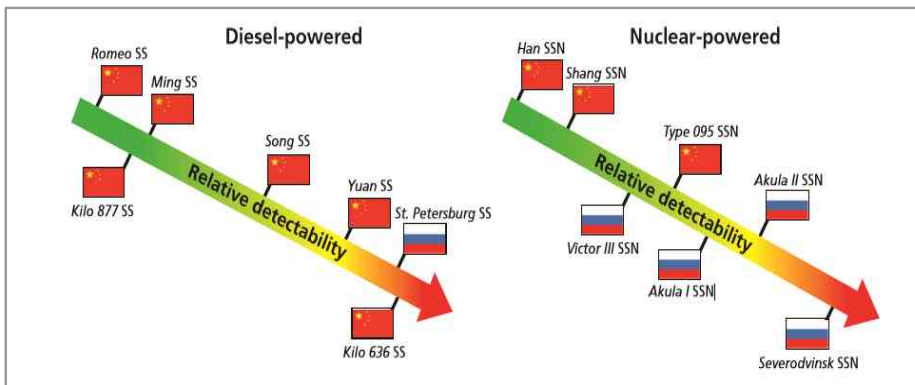 Diesel-powered
Romeo SS
Ming SS
Kilo 877 SS
Song SS
Yuan SS
St. Petersburg SS
Kilo 636 SS
Relative detectability
Nuclear-powered
Han SSN
Shang SSN
Type 095 SSN
Victor III SSN
Akula II SSN
Akula I SSN
Severodvinsk SSN
Relative detectability